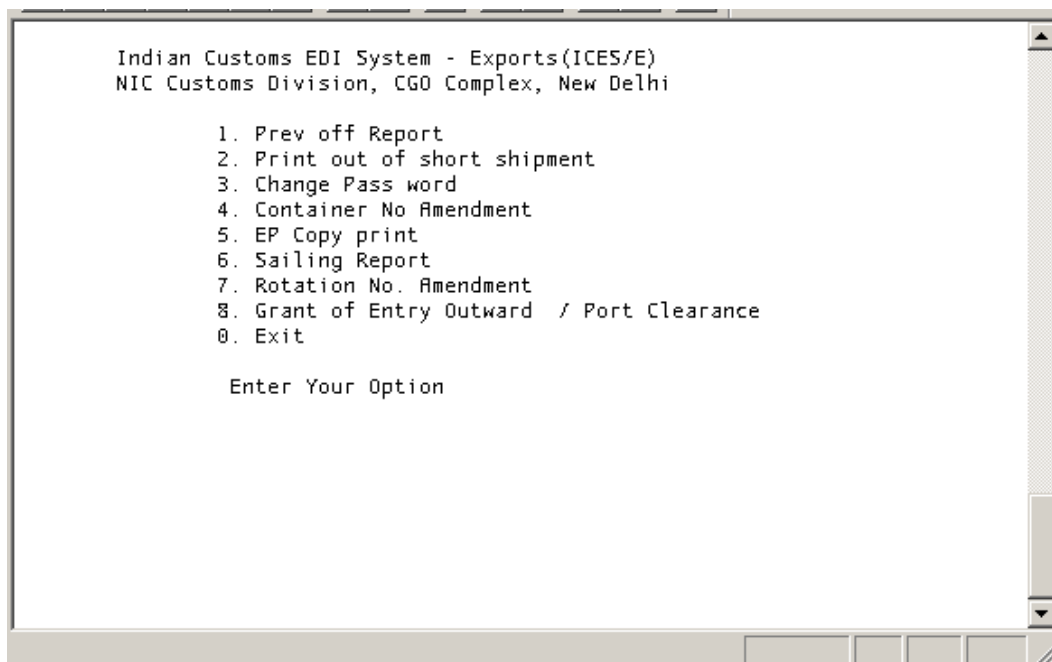 Indian Customs EDI System - Exports(ICES/E)
NIC Customs Division, CGO Complex, New Delhi
1. Prev off Report
2. Print out of short shipment
3. Change Pass word
4. Container No Amendment
5. EP Copy print
6. Sailing Report
7. Rotation No. Amendment
8. Grant of Entry Outward / Port Clearance
0. Exit
Enter Your Option